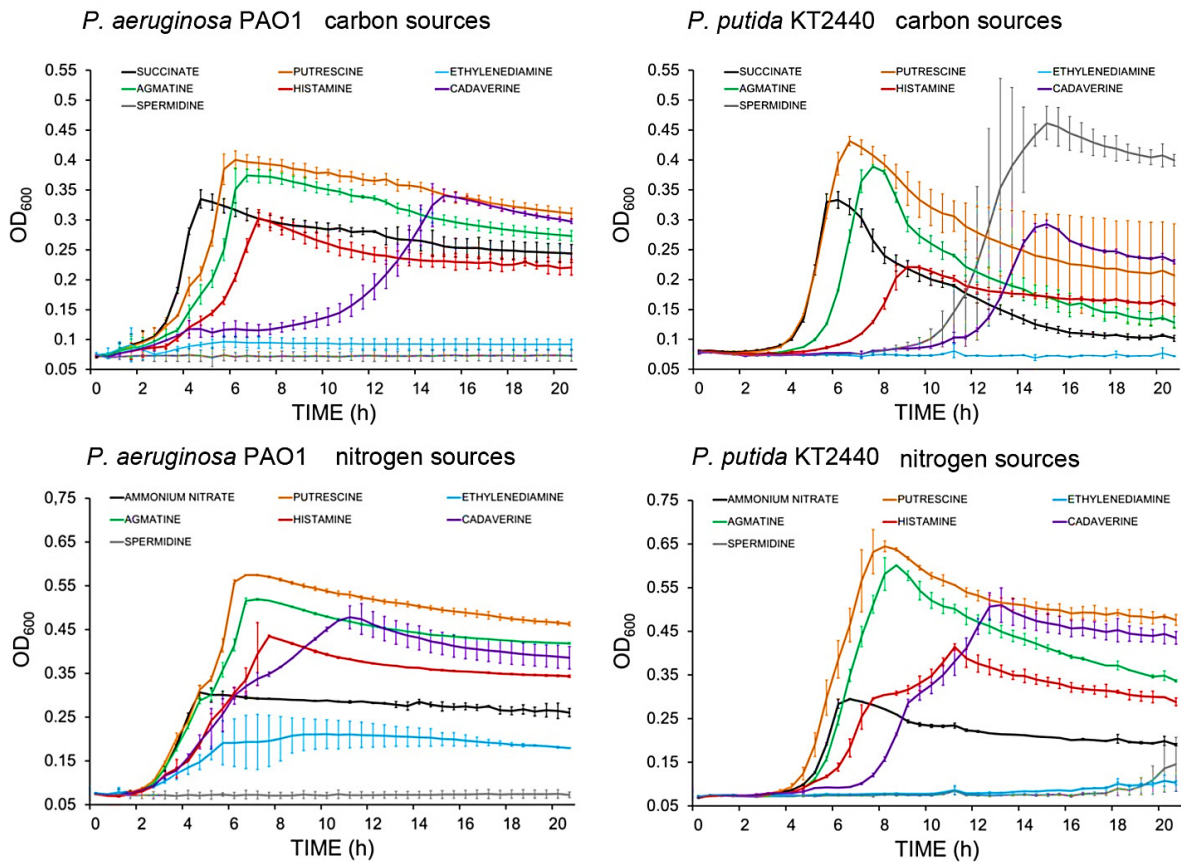 P. aeruginosa PAO1 carbon sources
SUCCINATE PUTRESCINE ETHYLENEDIAMINE
AGMATINE HISTAMINE CADAVERINE
SPERMIDINE
0.55
0.5
0.45
0.4
0.35
0.3
0.25
0.2
0.15
0.1
0.05
OD600
0 2 4 6 8 10 12 14 16 18 20
TIME (h)
P. putida KT2440 carbon sources
SUCCINATE PUTRESCINE ETHYLENEDIAMINE
AGMATINE HISTAMINE CADAVERINE
SPERMIDINE
0.55
0.5
0.45
0.4
0.35
0.3
0.25
0.2
0.15
0.1
0.05
OD600
0 2 4 6 8 10 12 14 16 18 20
TIME (h)
P. aeruginosa PAO1 nitrogen sources
AMMONIUM NITRATE PUTRESCINE ETHYLENEDIAMINE
AGMATINE HISTAMINE CADAVERINE
SPERMIDINE
0,75
0.65
0.55
0.45
0.35
0.25
0.15
0.05
OD600
0 2 4 6 8 10 12 14 16 18 20
TIME (h)
P. putida KT2440 nitrogen sources
AMMONIUM NITRATE PUTRESCINE ETHYLENEDIAMINE
AGMATINE HISTAMINE CADAVERINE
SPERMIDINE
0.75
0.65
0.55
0.45
0.35
0.25
0.15
0.05
OD600
0 2 4 6 8 10 12 14 16 18 20
TIME (h)